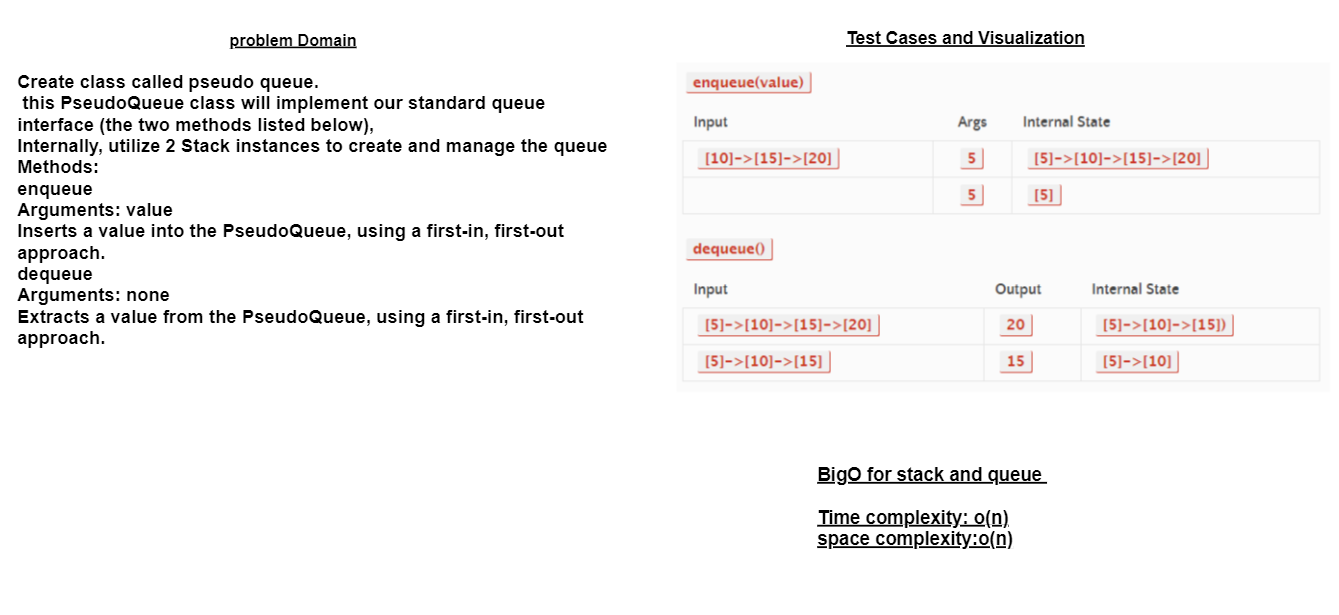 problem Domain
Create class called pseudo queue.
this PseudoQueue class will implement our standard queue
interface (the two methods listed below),
Internally, utilize 2 Stack instances to create and manage the queue
Methods:
enqueue
Arguments: value
Inserts a value into the PseudoQueue, using a first-in, first-out
approach.
dequeue
Arguments: none
Extracts a value from the PseudoQueue, using a first-in, first-out
approach.
Test Cases and Visualization
enqueue(value)
Input Args Internal State
[10]->[15]->[20] 5 [5]->[10]->[15]->[20]
5 [5]
dequeue()
Input Output Internal State
[5]->[10]->[15]->[20] 20 [5]->[10]->[15])
[5]->[10]->[15] 15 [5]->[10]
BigO for stack and queue
Time complexity: o(n)
space complexity:o(n)